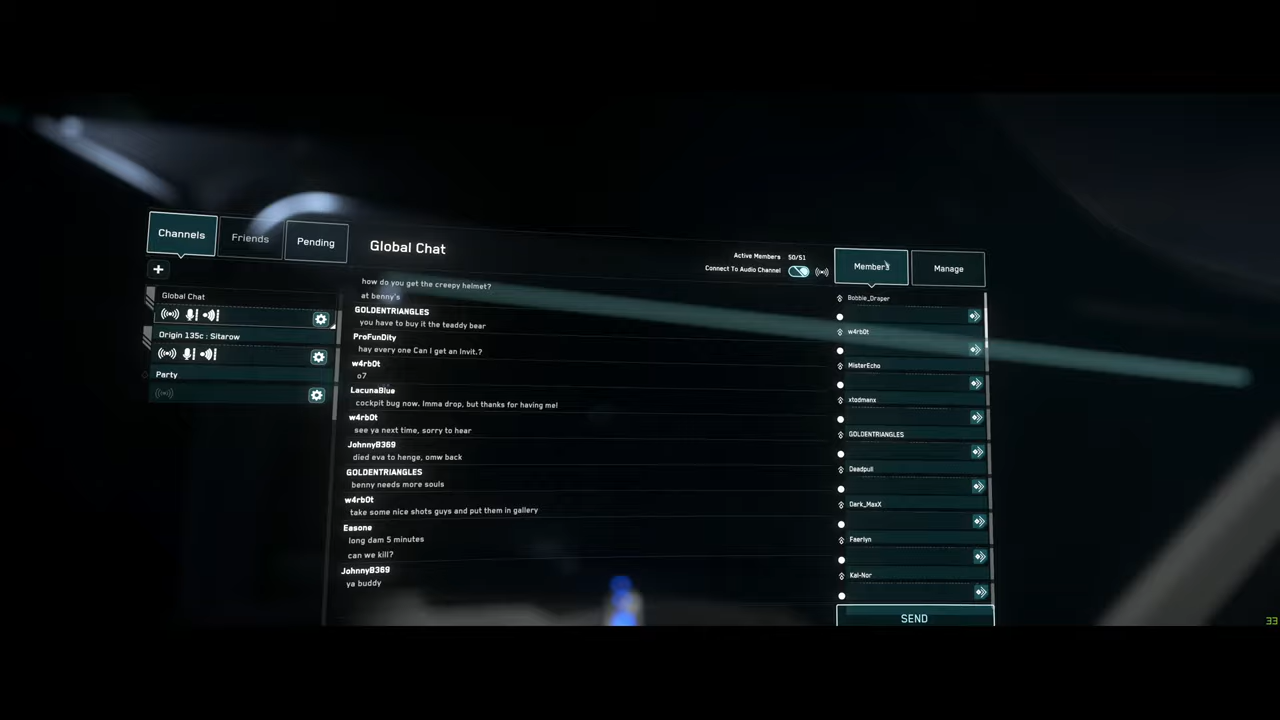 Channels
Friends
Pending
Global Chat
Active Members 50/51
Connect To Audio Channel
Members
Manage
+
Global Chat
Origin 135c : Sitarow
Party
how do you get the creepy helmet?
at benny's
GOLDENTRIANGLES
you have to buy it the teaddy bear
ProFunDity
hay every one Can I get an Invit.?
w4rb0t
o7
LacunaBlue
cockpit bug now. Imma drop, but thanks for having me!
w4rb0t
see ya next time, sorry to hear
JohnnyB369
died eva to henge, omw back
GOLDENTRIANGLES
benny needs more souls
w4rb0t
take some nice shots guys and put them in gallery
Easone
long dam 5 minutes
can we kill?
JohnnyB369
ya buddy
Bobbie_Draper
w4rb0t
MisterEcho
xtodmanx
GOLDENTRIANGLES
Deadpull
Dark_MaxX
Faerlyn
Kal-Nor
SEND
33